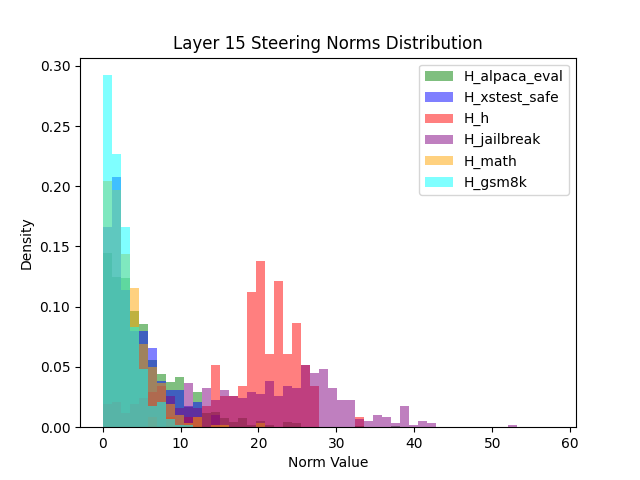 Layer 15 Steering Norms Distribution
H_alpaca_eval
H_xstest_safe
H_h
H_jailbreak
H_math
H_gsm8k
Density
0.30
0.25
0.20
0.15
0.10
0.05
0.00
0 10 20 30 40 50 60
Norm Value